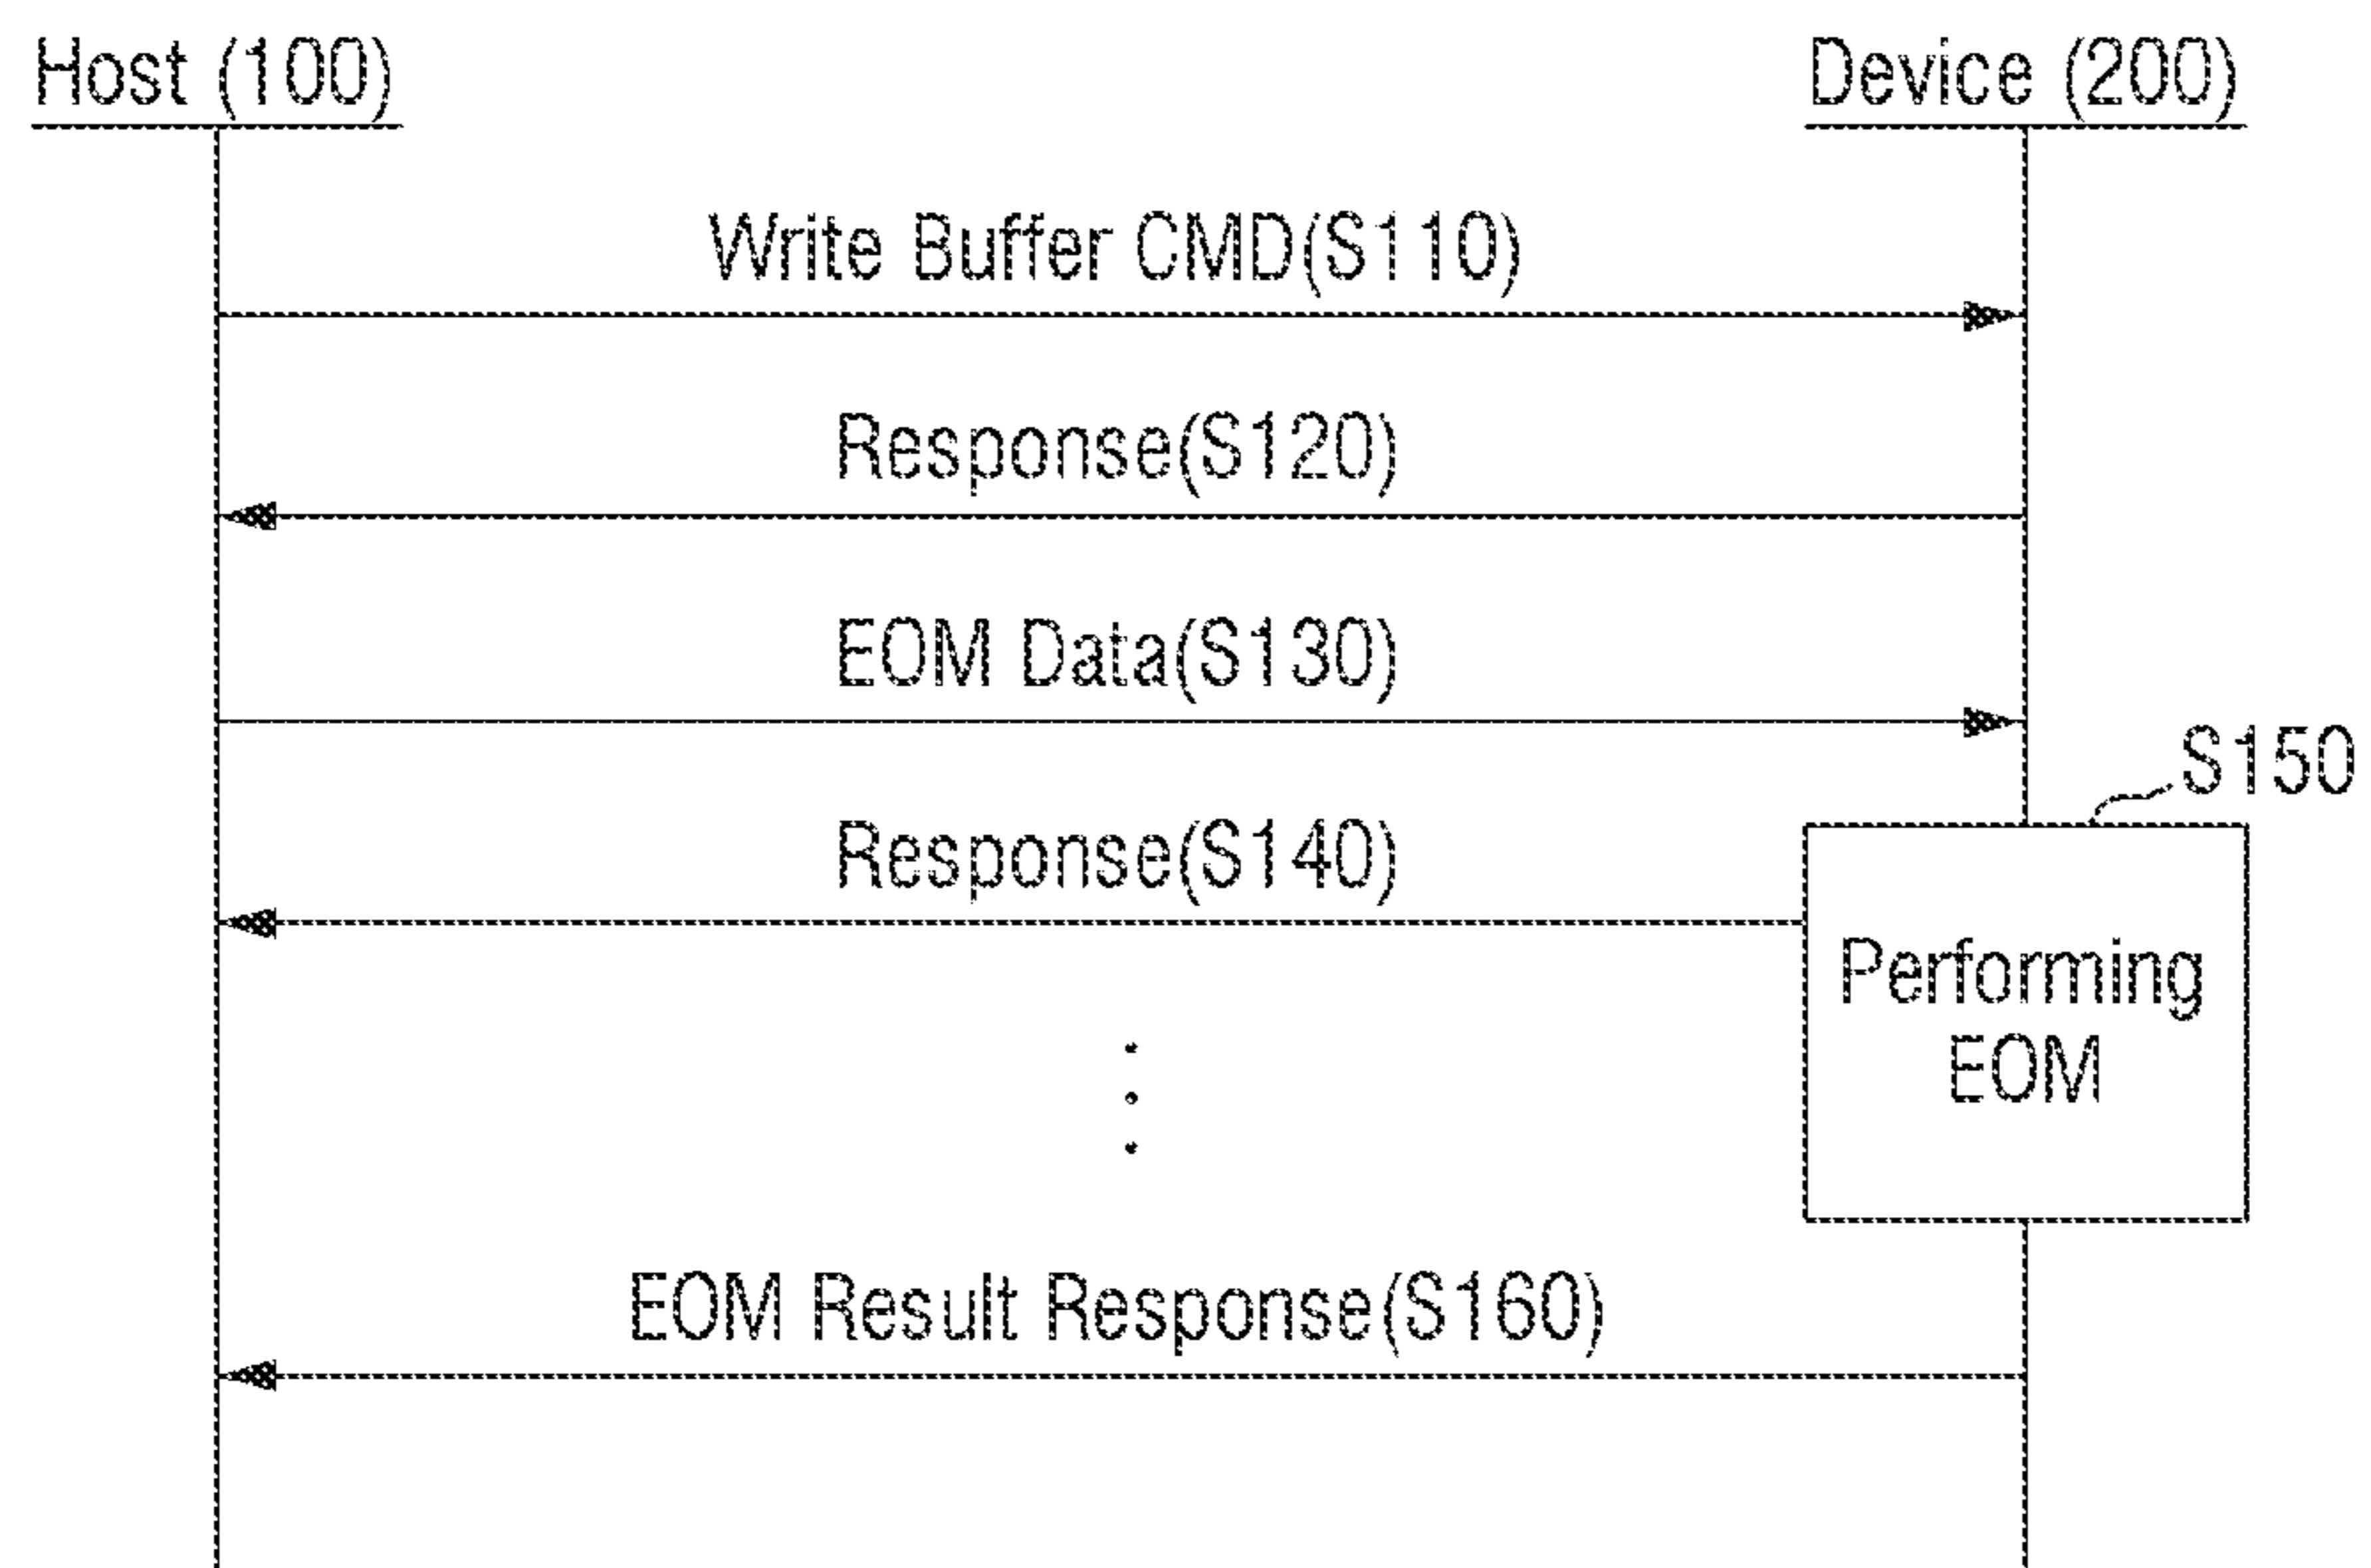 Host (100)
Device (200)
Write Buffer CMD(S110)
Response(S120)
EOM Data(S130)
S150
Response(S140)
Performing
EOM
EOM Result Response(S160)